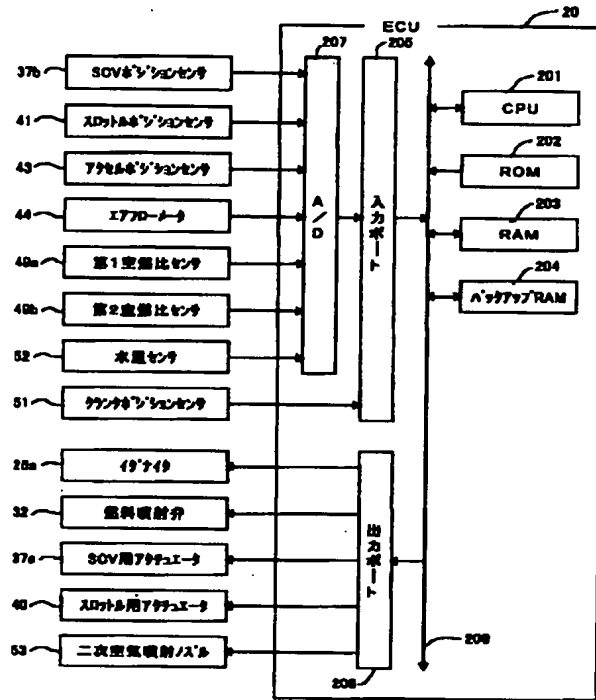 ECU
20
207
205
37b
SCVポジションセンサ
41
スロットルポジションセンサ
43
アクセルポジションセンサ
44
エアフローメータ
49a
第1空燃比センサ
49b
第2空燃比センサ
52
水温センサ
51
クランクポジションセンサ
A/D
入力ポート
201
CPU
202
ROM
203
RAM
204
バックアップRAM
25a
イグナイタ
32
燃料噴射弁
37a
SCV用アクチュエータ
40
スロットル用アクチュエータ
53
二次空気噴射ノズル
出力ポート